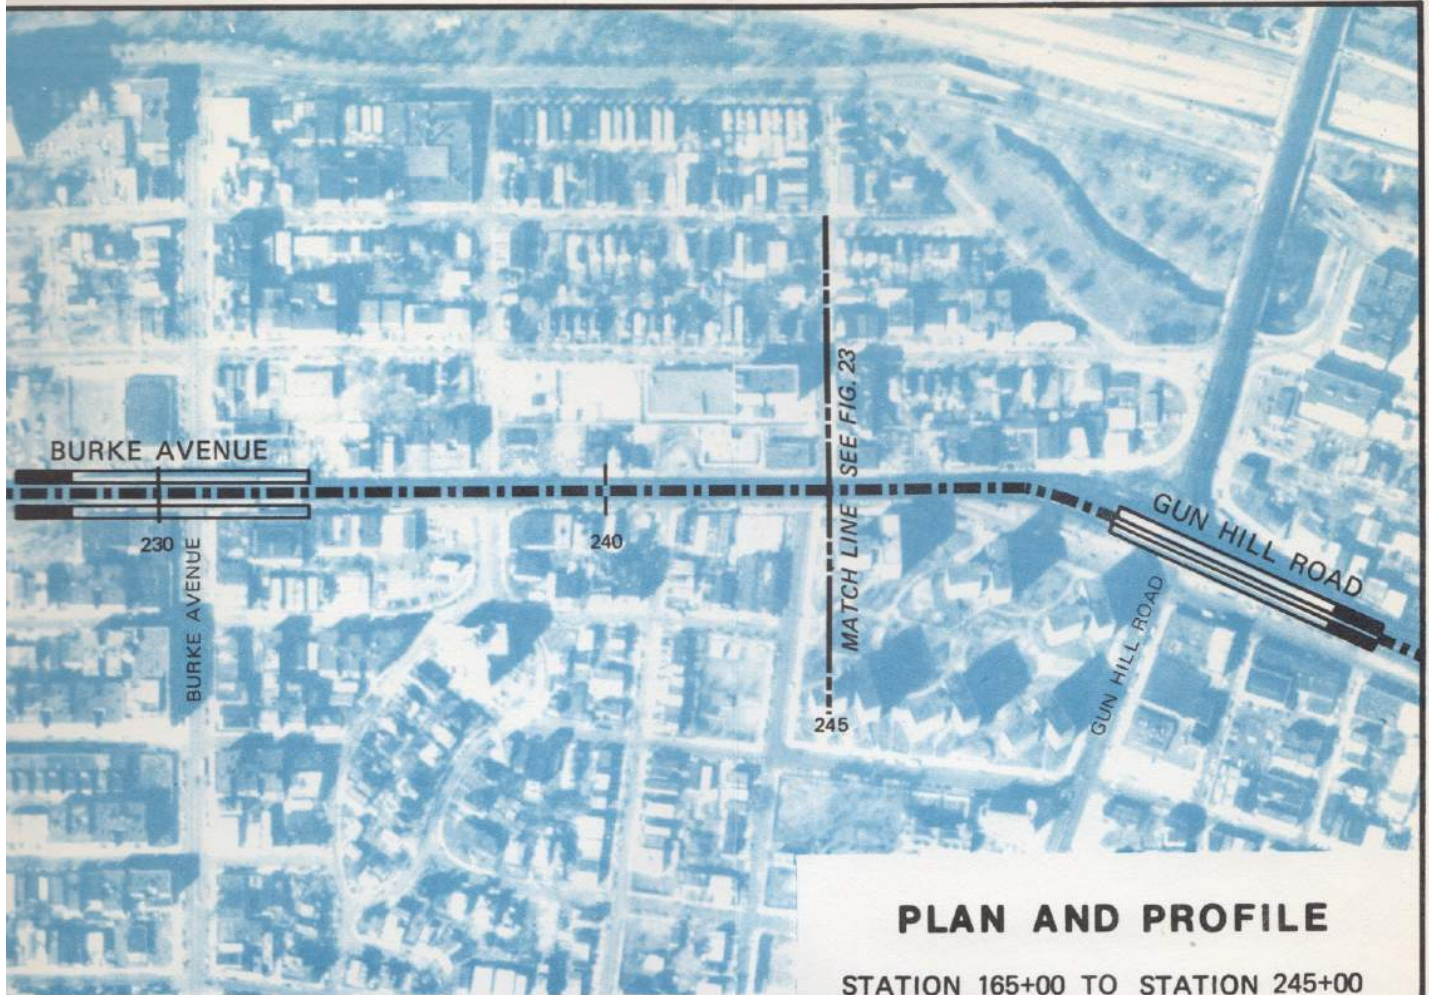 BURKE AVENUE
230
BURKE AVENUE
240
MATCH LINE SEE FIG. 23
245
GUN HILL ROAD
GUN HILL ROAD
PLAN AND PROFILE
STATION 165+00 TO STATION 245+00